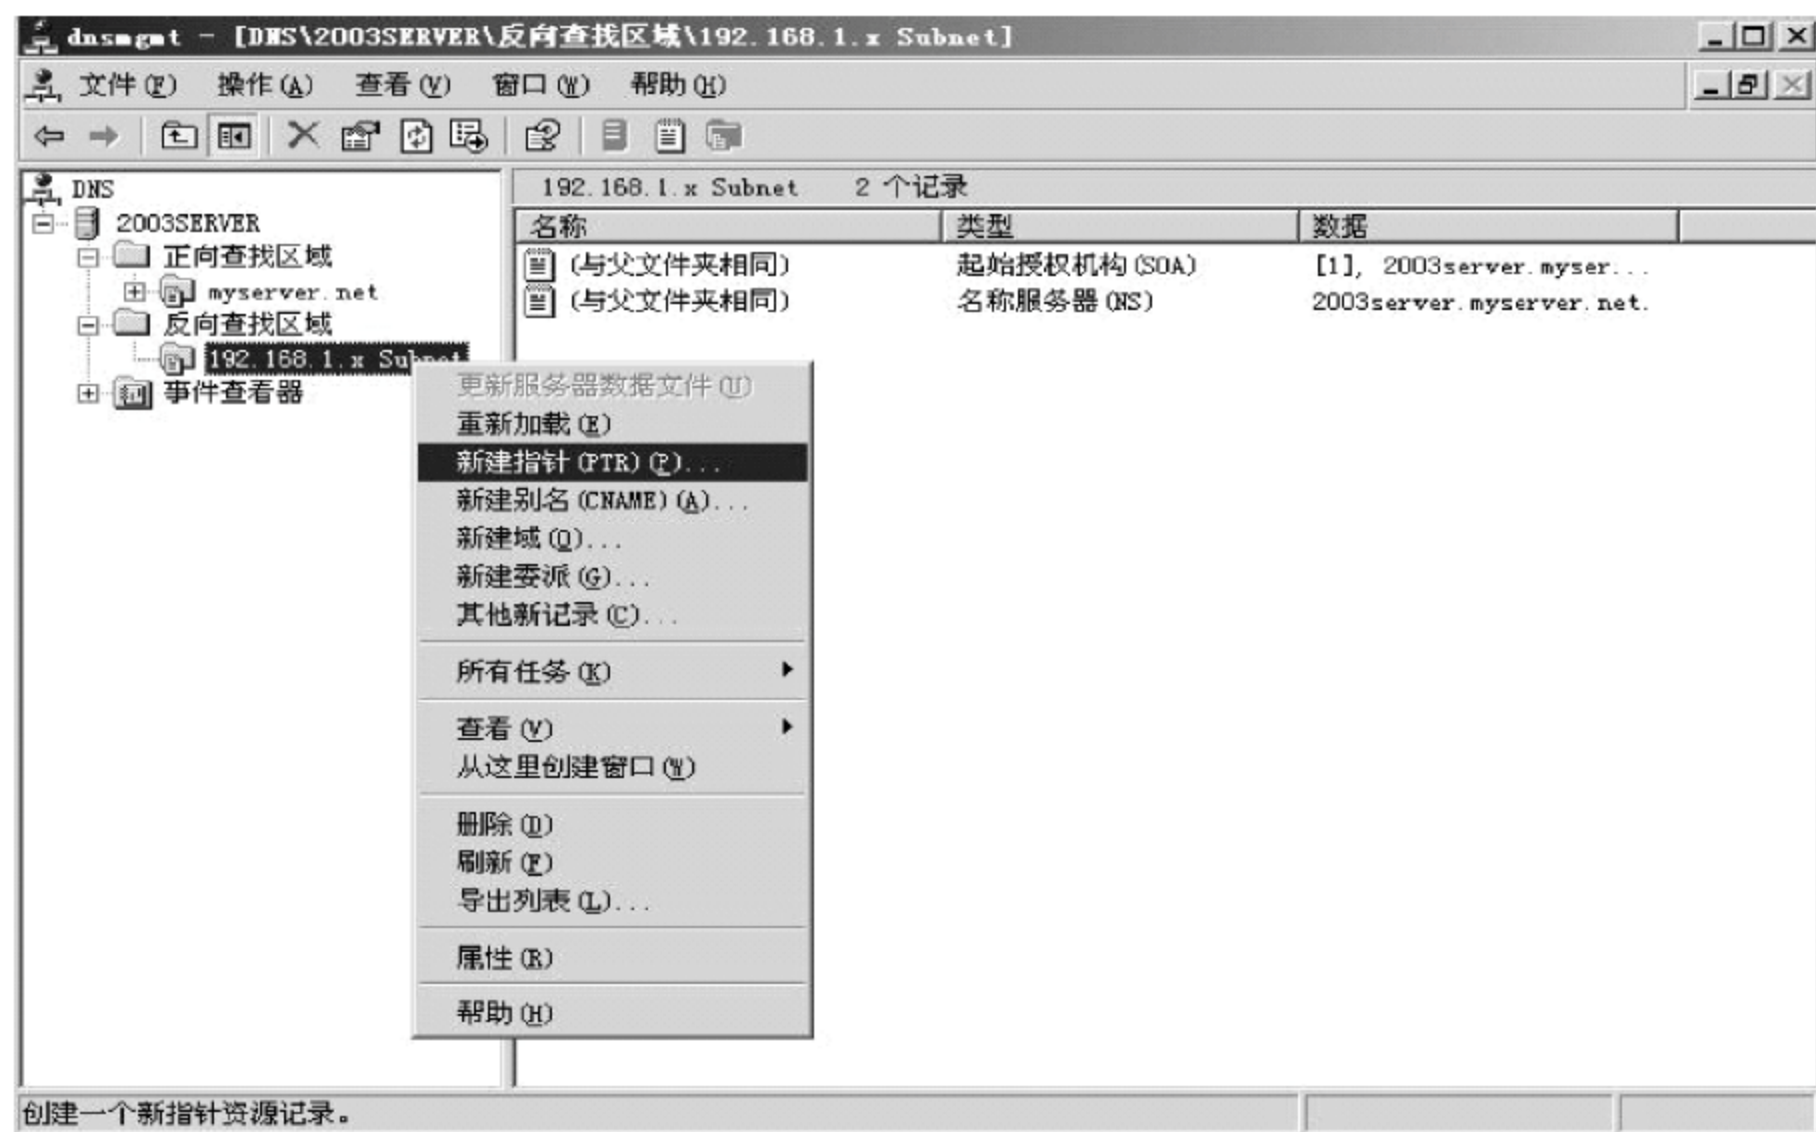 dnsmgmt - [DNS\2003SERVER\反向查找区域\192.168.1.x Subnet]
文件(F) 操作(A) 查看(V) 窗口(W) 帮助(H)
DNS
2003SERVER
正向查找区域
myserver.net
反向查找区域
192.168.1.x Subnet
事件查看器
192.168.1.x Subnet 2 个记录
名称 类型 数据
(与父文件夹相同) 起始授权机构(SOA) [1], 2003server.myser...
(与父文件夹相同) 名称服务器(NS) 2003server.myserver.net.
更新服务器数据文件(U)
重新加载(E)
新建指针(PTR)(P)...
新建别名(CNAME)(A)...
新建域(O)...
新建委派(G)...
其他新记录(C)...
所有任务(K)
查看(V)
从这里创建窗口(W)
删除(D)
刷新(F)
导出列表(L)...
属性(R)
帮助(H)
创建一个新指针资源记录。